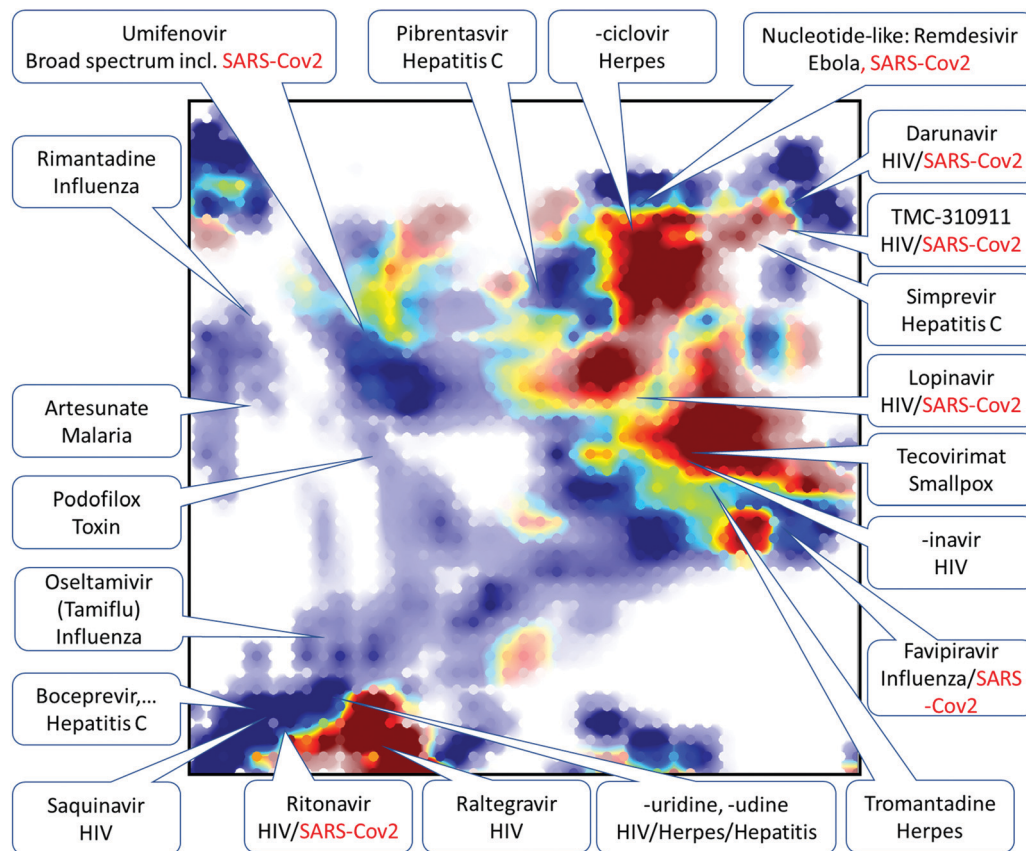 Umifenovir
Broad spectrum incl. SARS-Cov2
Pibrentasvir
Hepatitis C
-ciclovir
Herpes
Nucleotide-like: Remdesivir
Ebola, SARS-Cov2
Rimantadine
Influenza
Darunavir
HIV/SARS-Cov2
TMC-310911
HIV/SARS-Cov2
Simprevir
Hepatitis C
Artesunate
Malaria
Lopinavir
HIV/SARS-Cov2
Tecovirimat
Smallpox
Podofilox
Toxin
-inavir
HIV
Oseltamivir
(Tamiflu)
Influenza
Favipiravir
Influenza/SARS
-Cov2
Boceprevir,...
Hepatitis C
Saquinavir
HIV
Ritonavir
HIV/SARS-Cov2
Raltegravir
HIV
-uridine, -udine
HIV/Herpes/Hepatitis
Tromantadine
Herpes